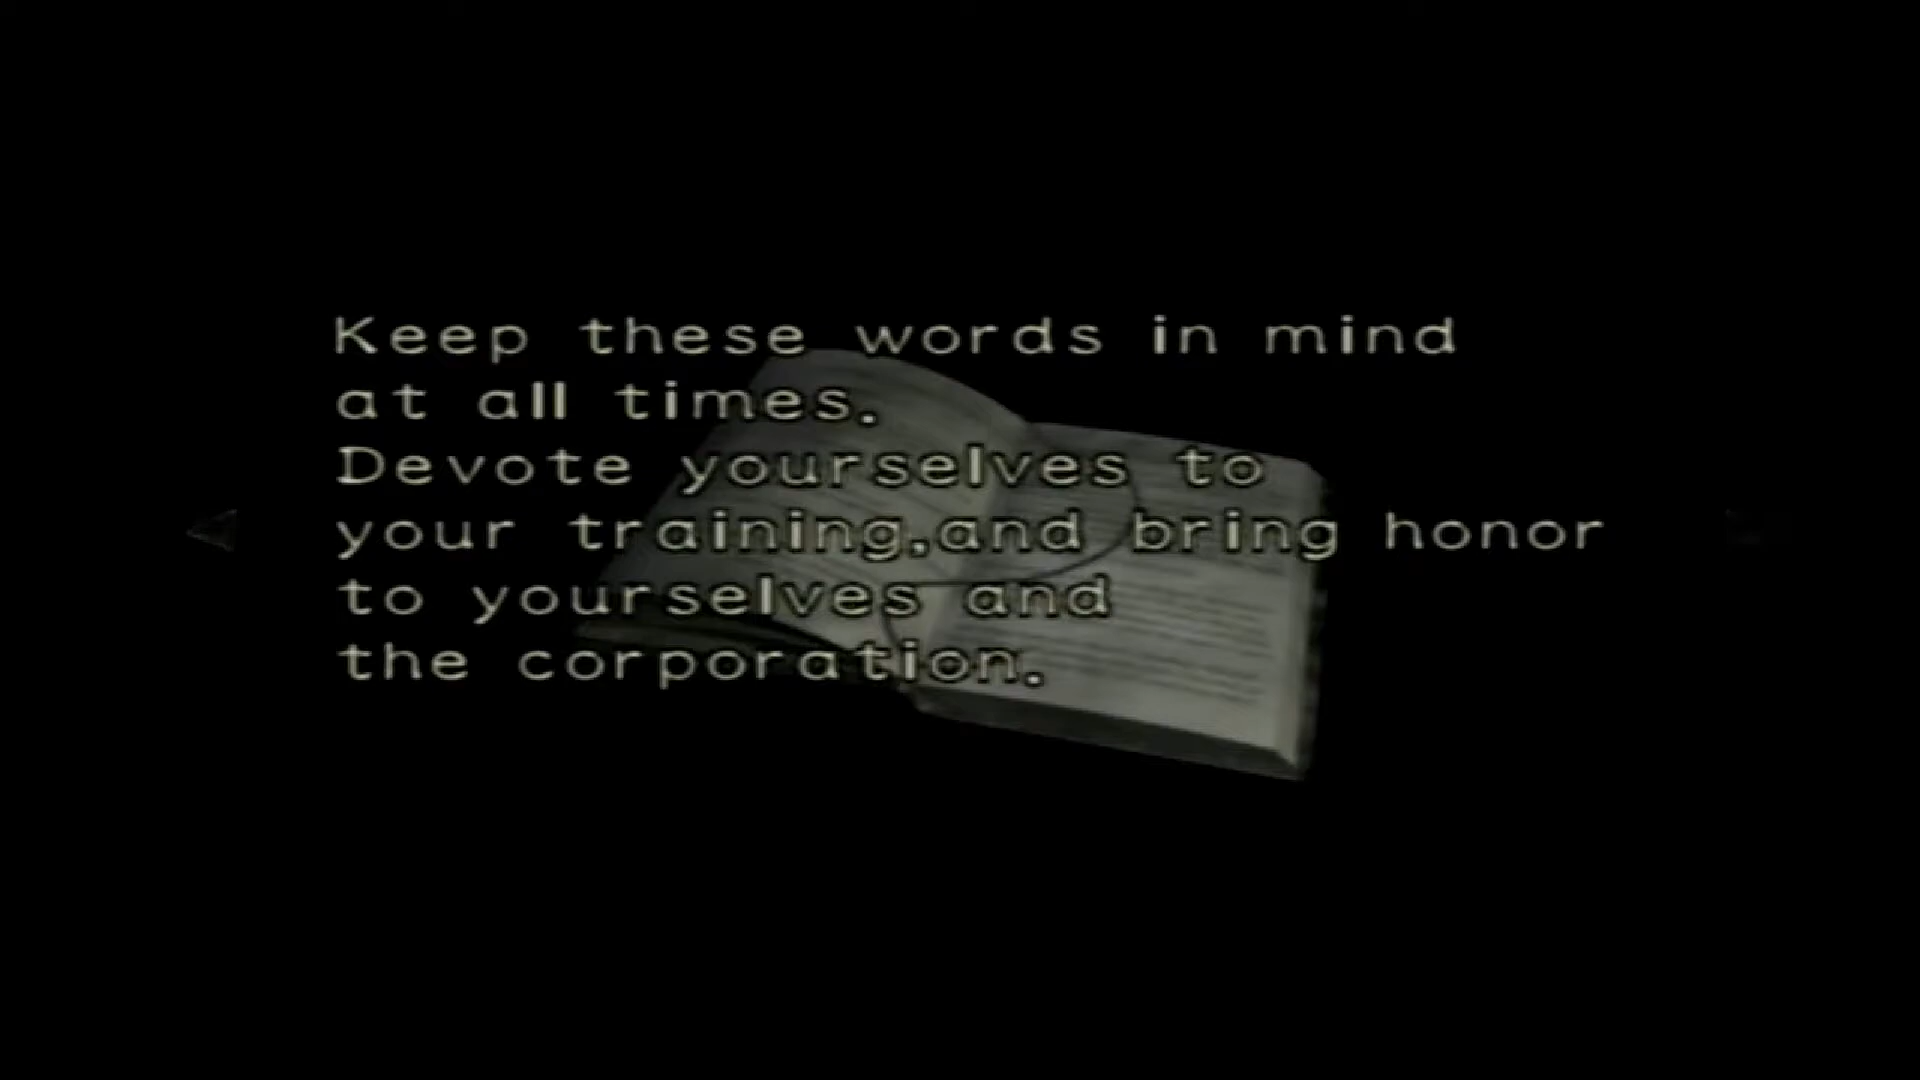 Keep these words in mind
at all times.
Devote yourselves to
your training,and bring honor
to yourselves and
the corporation.